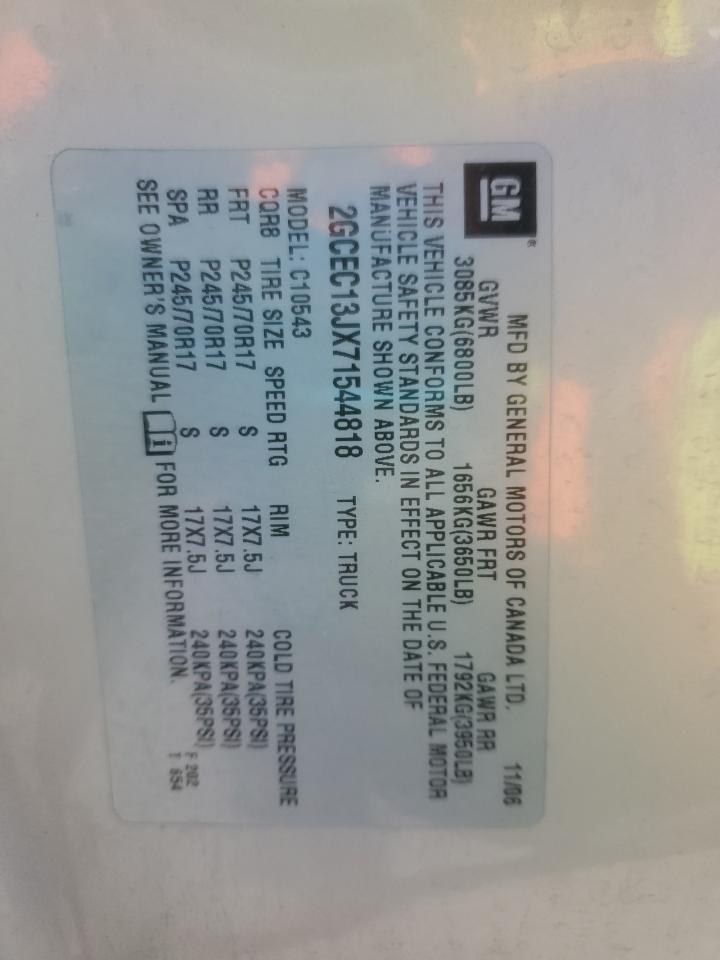 GM®
MFD BY GENERAL MOTORS OF CANADA LTD. 11/06
GVWR GAWR FRT GAWR RR
3085KG(6800LB) 1656KG(3650LB) 1792KG(3950LB)
THIS VEHICLE CONFORMS TO ALL APPLICABLE U.S. FEDERAL MOTOR
VEHICLE SAFETY STANDARDS IN EFFECT ON THE DATE OF
MANUFACTURE SHOWN ABOVE.
2GCEC13JX71544818 TYPE: TRUCK
MODEL: C10543
CQR8 TIRE SIZE SPEED RTG RIM COLD TIRE PRESSURE
FRT P245/70R17 S 17X7.5J 240KPA(35PSI)
RR P245/70R17 S 17X7.5J 240KPA(35PSI)
SPA P245/70R17 S 17X7.5J 240KPA(35PSI)
SEE OWNER'S MANUAL i FOR MORE INFORMATION.
F 202
T 654